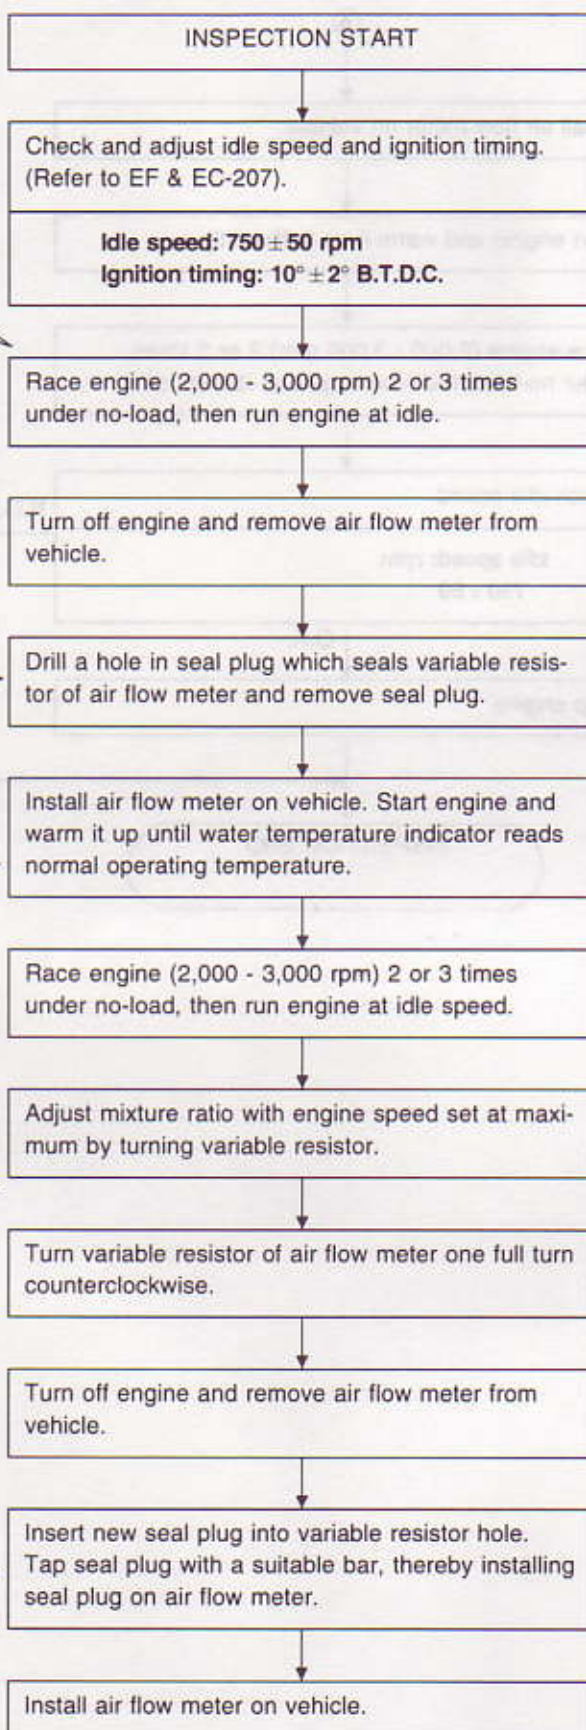 INSPECTION START
Check and adjust idle speed and ignition timing.
(Refer to EF & EC-207).
Idle speed: 750±50 rpm
Ignition timing: 10°±2° B.T.D.C.
Race engine (2,000 - 3,000 rpm) 2 or 3 times
under no-load, then run engine at idle.
Turn off engine and remove air flow meter from
vehicle.
Drill a hole in seal plug which seals variable resis-
tor of air flow meter and remove seal plug.
Install air flow meter on vehicle. Start engine and
warm it up until water temperature indicator reads
normal operating temperature.
Race engine (2,000 - 3,000 rpm) 2 or 3 times
under no-load, then run engine at idle speed.
Adjust mixture ratio with engine speed set at maxi-
mum by turning variable resistor.
Turn variable resistor of air flow meter one full turn
counterclockwise.
Turn off engine and remove air flow meter from
vehicle.
Insert new seal plug into variable resistor hole.
Tap seal plug with a suitable bar, thereby installing
seal plug on air flow meter.
Install air flow meter on vehicle.